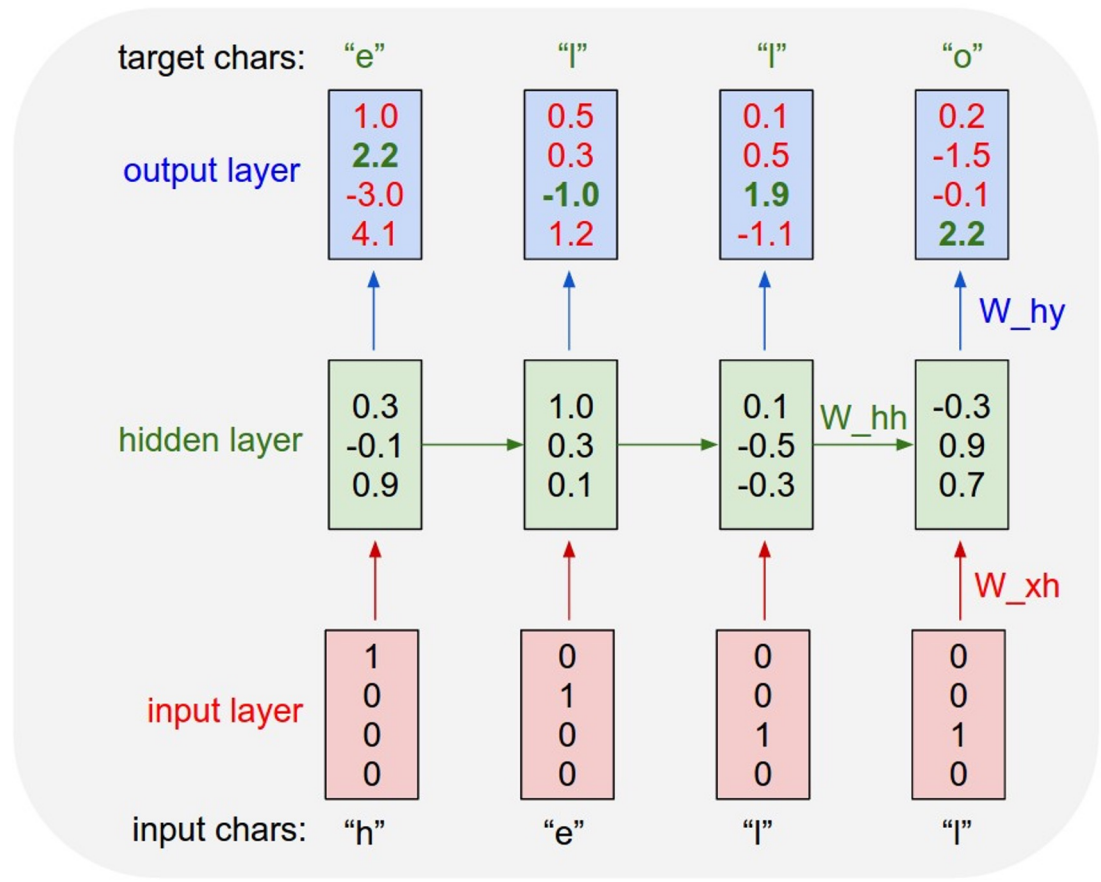 target chars: “e” “l” “l” “o”
1.0 0.5 0.1 0.2
2.2 0.3 0.5 -1.5
output layer
-3.0 -1.0 1.9 -0.1
4.1 1.2 -1.1 2.2
W_hy
0.3 1.0 0.1 -0.3
W_hh
hidden layer
-0.1 0.3 -0.5 0.9
0.9 0.1 -0.3 0.7
W_xh
1 0 0 0
0 1 0 0
input layer
0 0 1 1
0 0 0 0
input chars: “h” “e” “l” “l”